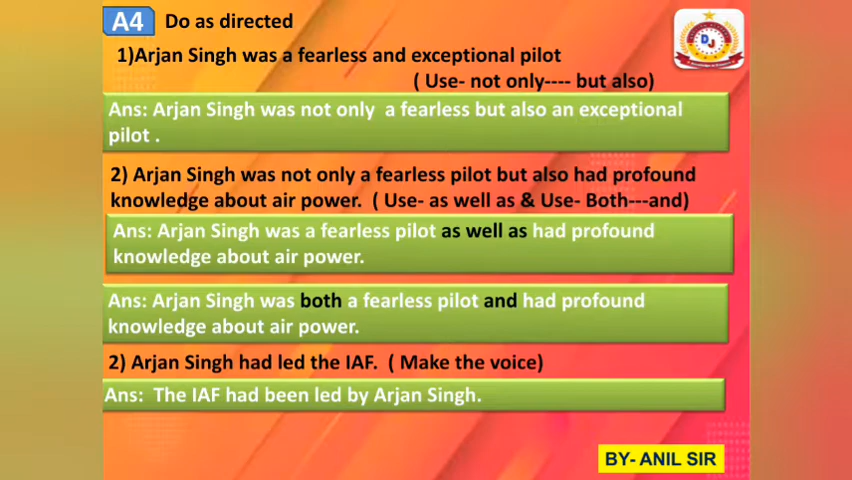 A4 Do as directed
1)Arjan Singh was a fearless and exceptional pilot
( Use- not only---- but also)
Ans: Arjan Singh was not only a fearless but also an exceptional
pilot .
2) Arjan Singh was not only a fearless pilot but also had profound
knowledge about air power. ( Use- as well as & Use- Both---and)
Ans: Arjan Singh was a fearless pilot as well as had profound
knowledge about air power.
Ans: Arjan Singh was both a fearless pilot and had profound
knowledge about air power.
2) Arjan Singh had led the IAF. ( Make the voice)
Ans: The IAF had been led by Arjan Singh.
BY- ANIL SIR